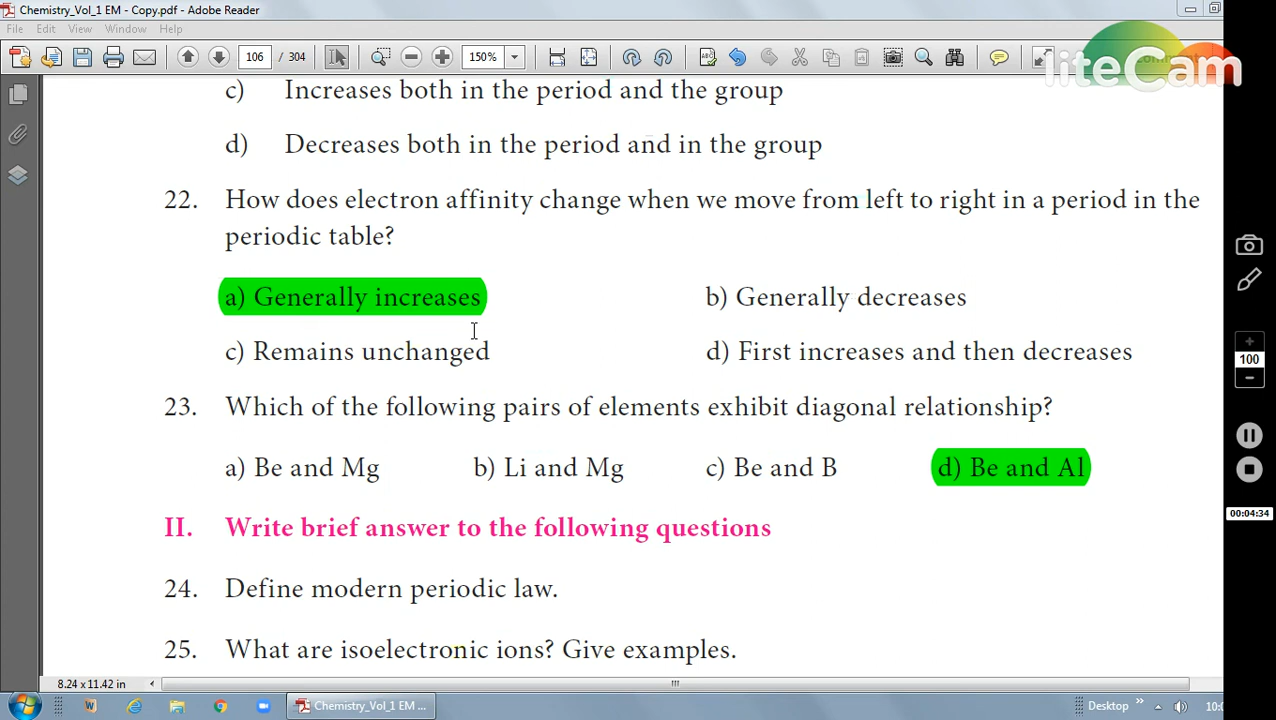 Chemistry_Vol_1 EM - Copy.pdf - Adobe Reader
File Edit View Window Help
106 / 304 150%
liteCam
c) Increases both in the period and the group
d) Decreases both in the period and in the group
22. How does electron affinity change when we move from left to right in a period in the
periodic table?
a) Generally increases b) Generally decreases
c) Remains unchanged d) First increases and then decreases
100
23. Which of the following pairs of elements exhibit diagonal relationship?
a) Be and Mg b) Li and Mg c) Be and B d) Be and Al
00:04:34
II. Write brief answer to the following questions
24. Define modern periodic law.
25. What are isoelectronic ions? Give examples.
8.24 x 11.42 in
Chemistry_Vol_1 EM ... Desktop